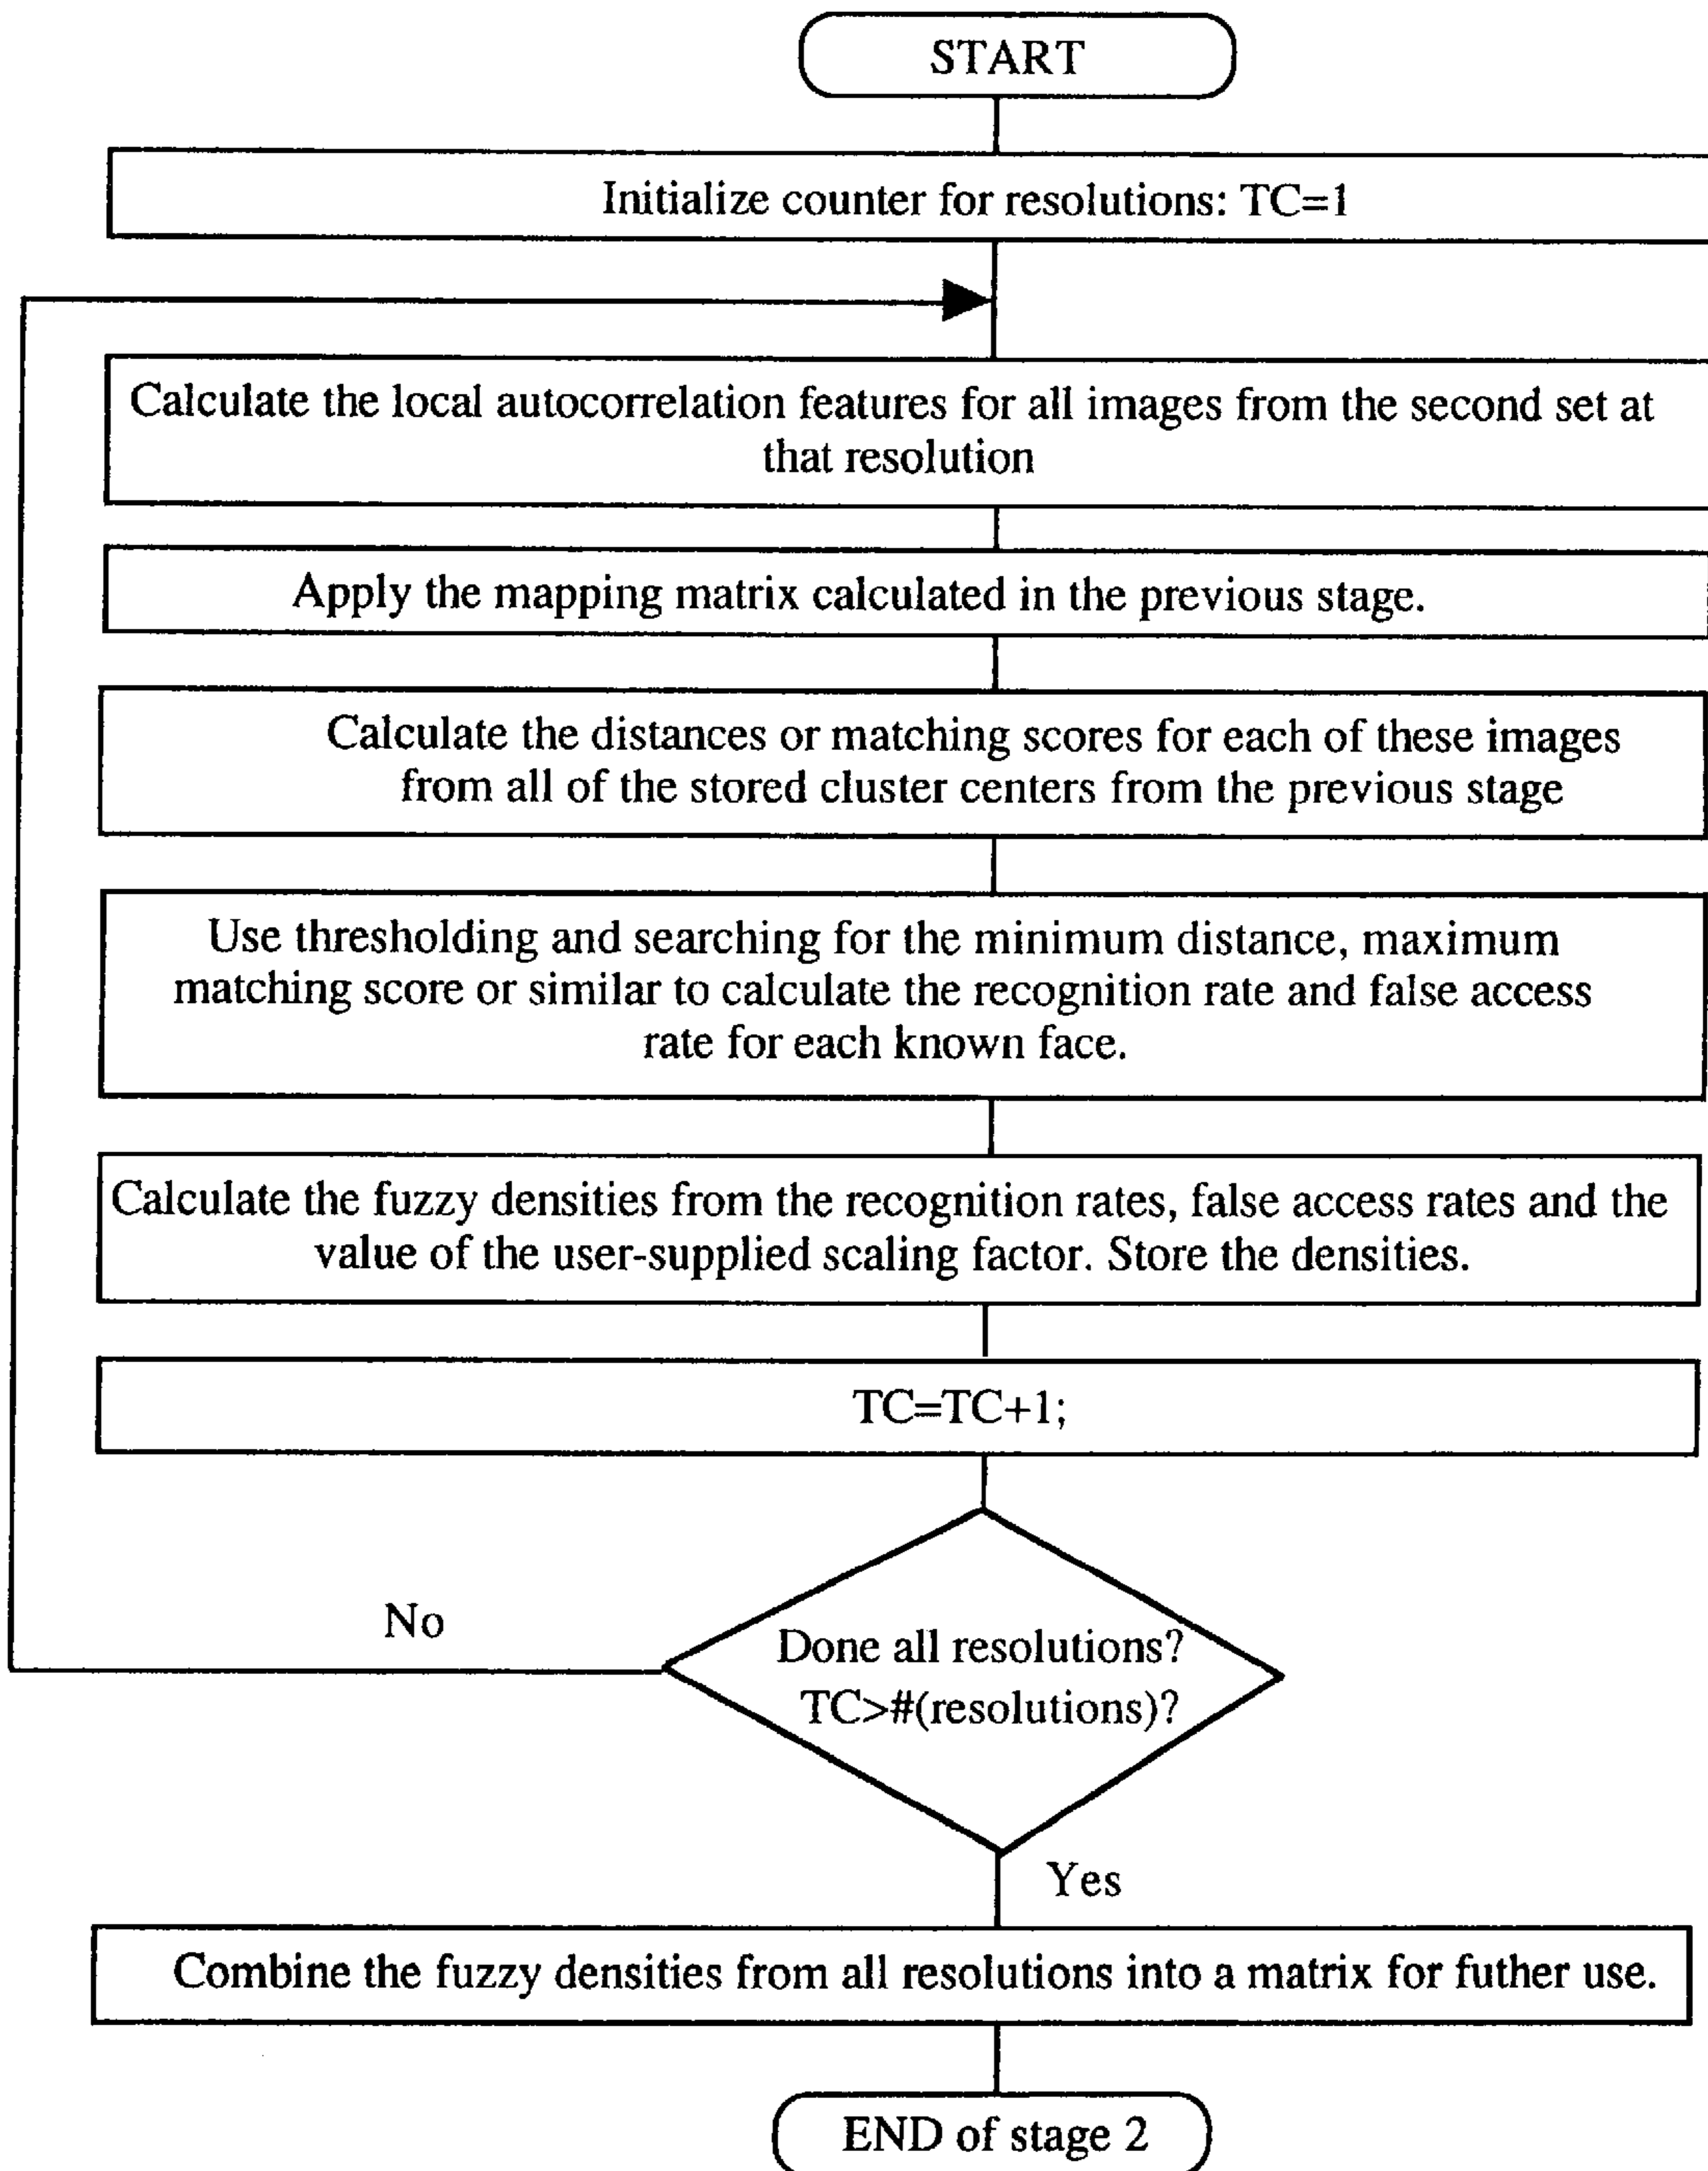 START
Initialize counter for resolutions: TC=1
Calculate the local autocorrelation features for all images from the second set at
that resolution
Apply the mapping matrix calculated in the previous stage.
Calculate the distances or matching scores for each of these images
from all of the stored cluster centers from the previous stage
Use thresholding and searching for the minimum distance, maximum
matching score or similar to calculate the recognition rate and false access
rate for each known face.
Calculate the fuzzy densities from the recognition rates, false access rates and the
value of the user-supplied scaling factor. Store the densities.
TC=TC+1;
No
Done all resolutions?
TC>#(resolutions)?
Yes
Combine the fuzzy densities from all resolutions into a matrix for futher use.
END of stage 2